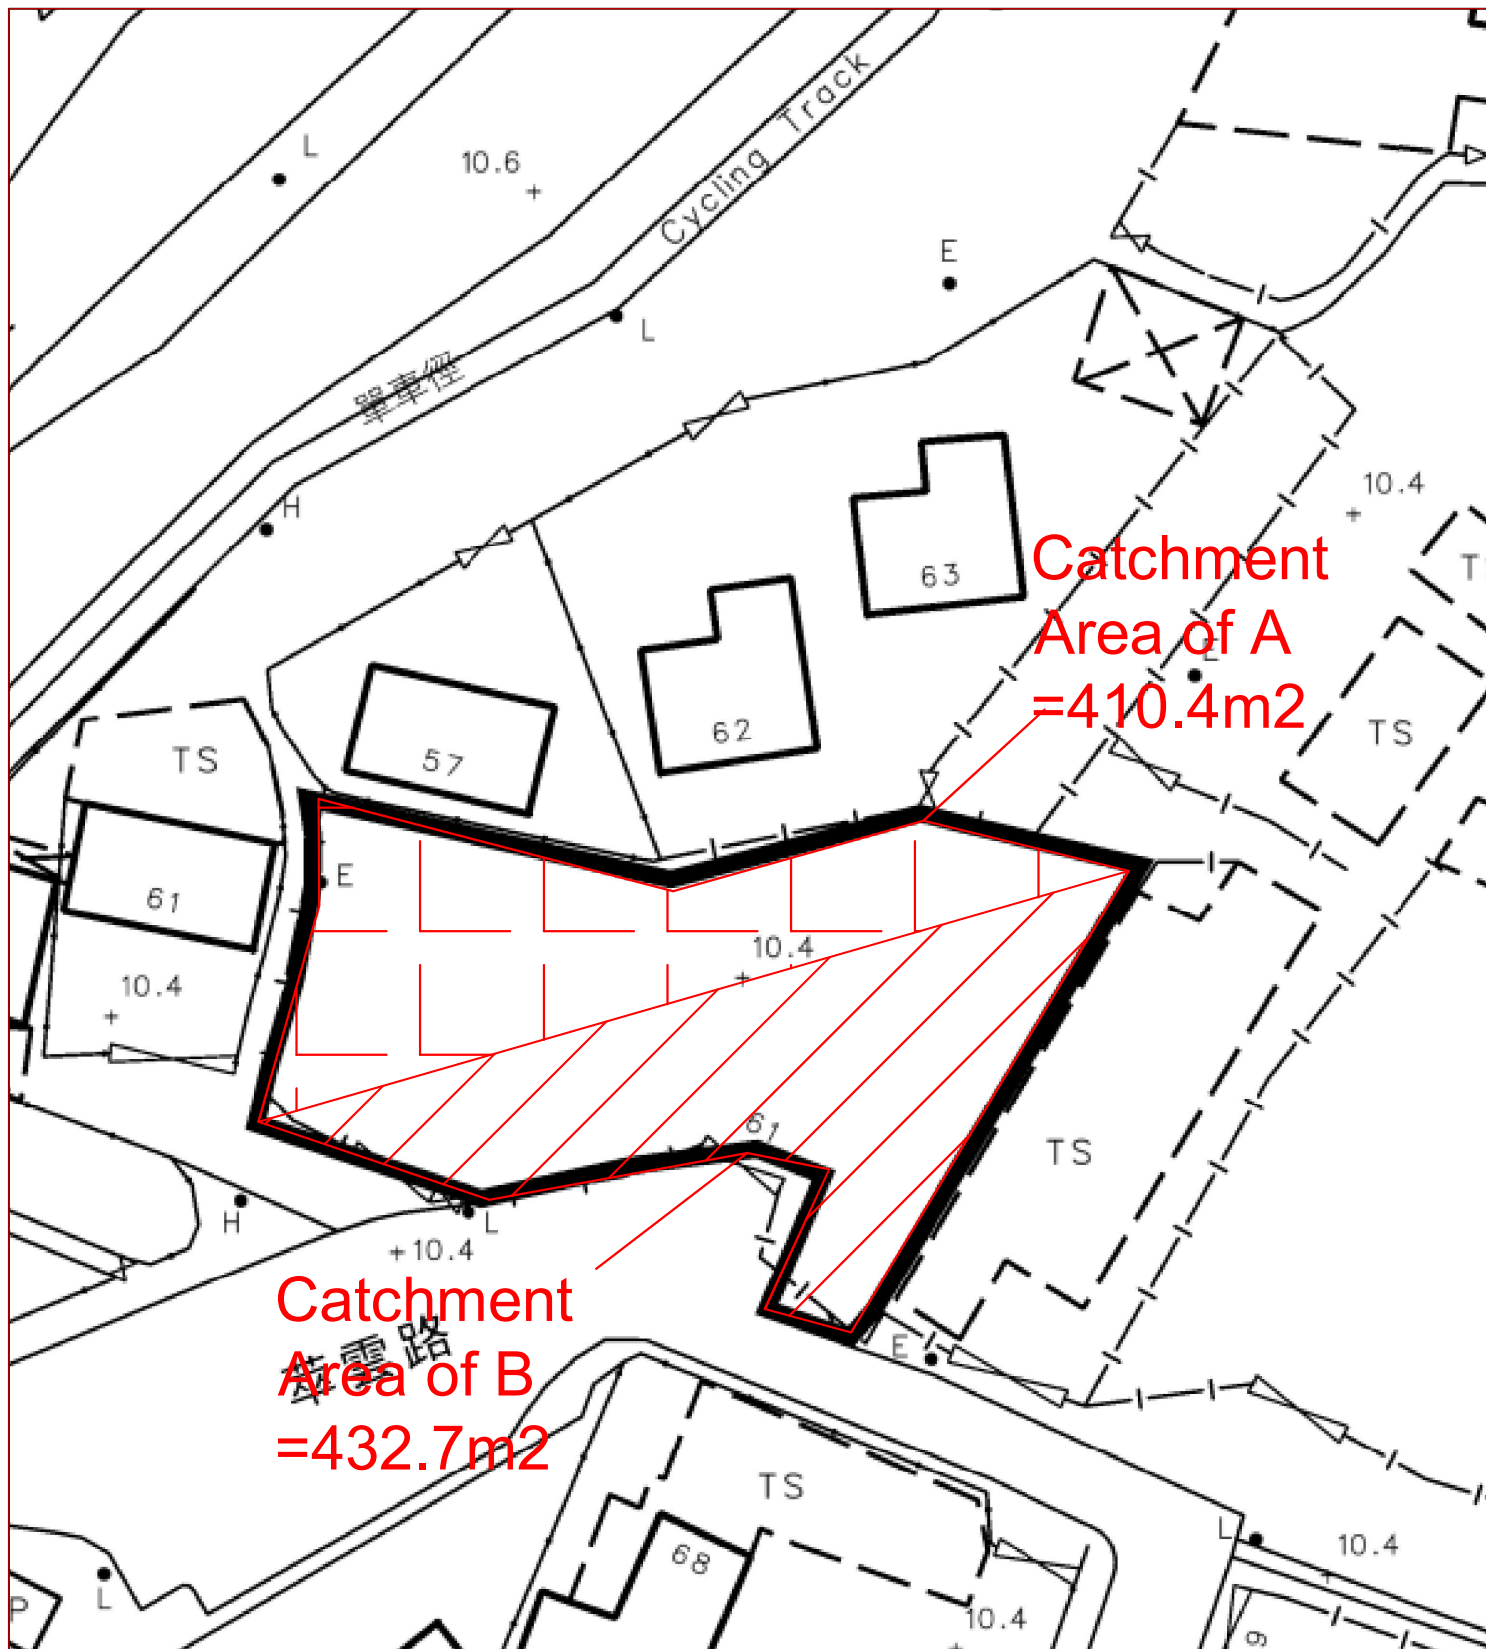 L
10.6
Cycling Track
E
L
單車徑
H
10.4
TS
63
Catchment
Area of A
=410.4m2
E
62
TS
57
TS
61
E
10.4
10.4
61
TS
H
L
10.4
Catchment
Area of B
=432.7m2
E
TS
68
L
10.4
L
P
10.4